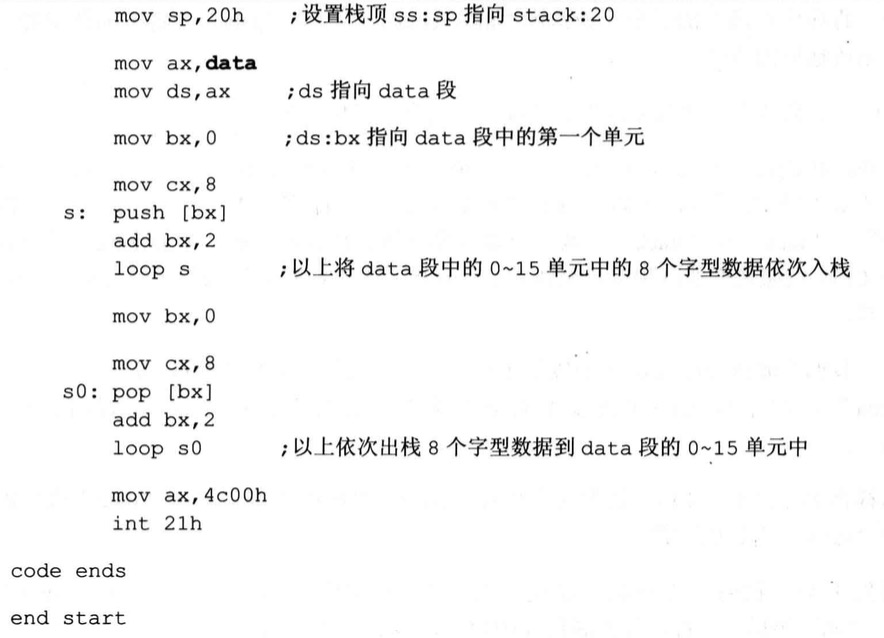 mov sp,20h ;设置栈顶 ss:sp 指向 stack:20
mov ax,data
mov ds,ax ;ds 指向 data 段
mov bx,0 ;ds:bx 指向 data 段中的第一个单元
mov cx,8
s: push [bx]
add bx,2
loop s ;以上将 data 段中的 0~15 单元中的 8 个字型数据依次入栈
mov bx,0
mov cx,8
s0: pop [bx]
add bx,2
loop s0 ;以上依次出栈 8 个字型数据到 data 段的 0~15 单元中
mov ax,4c00h
int 21h
code ends
end start